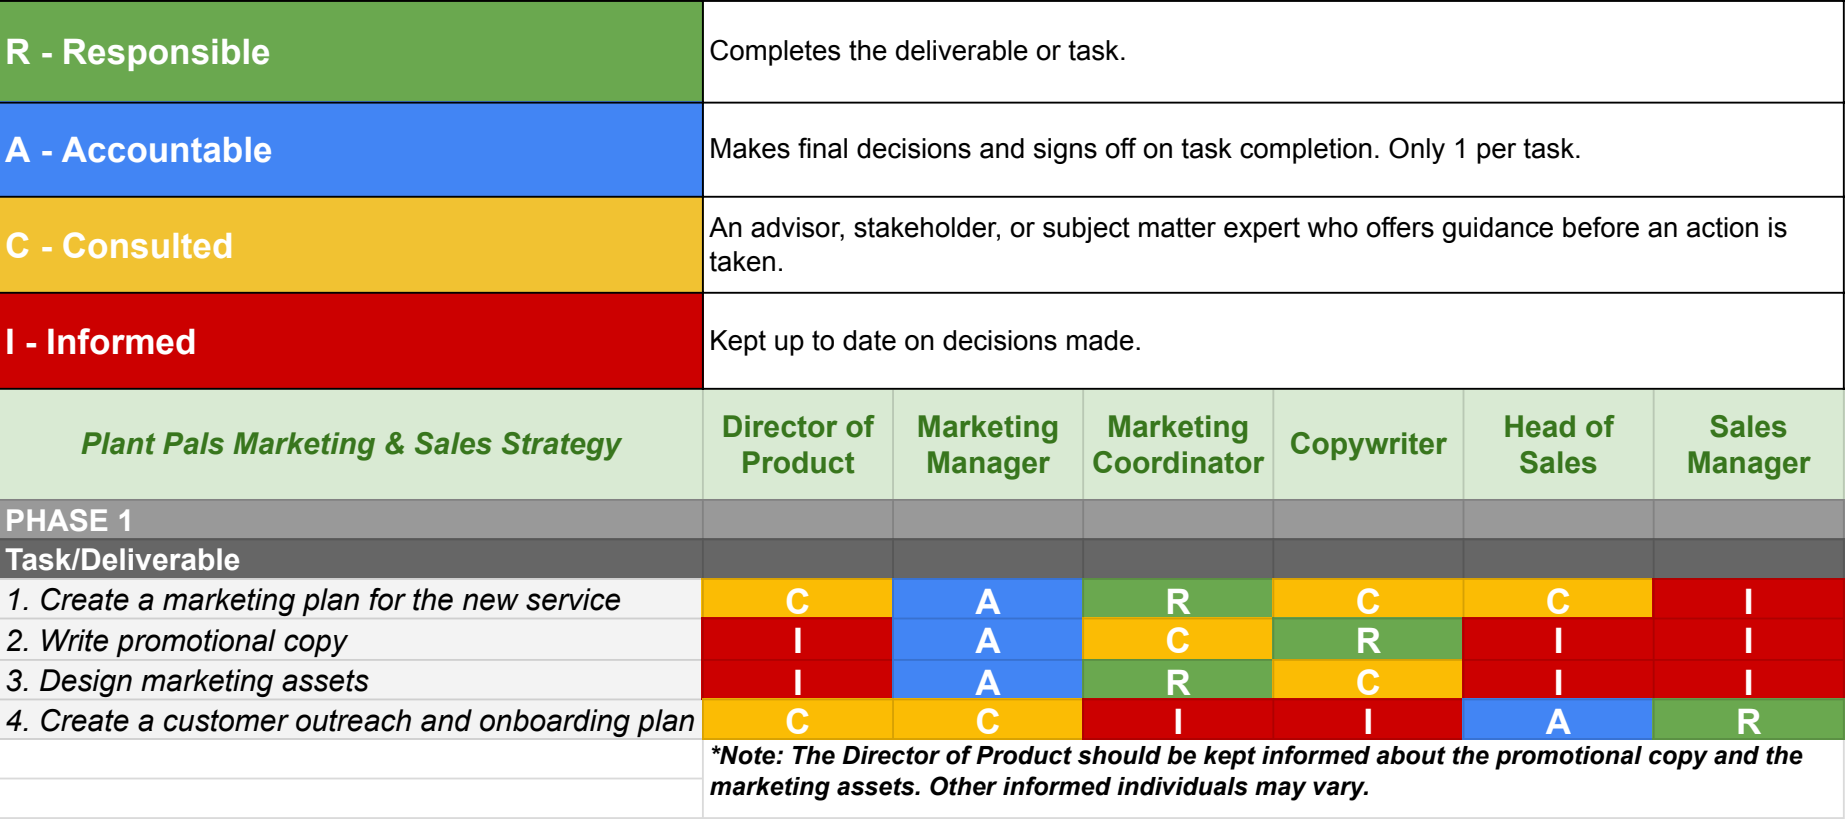 R - Responsible
Completes the deliverable or task.
A - Accountable
Makes final decisions and signs off on task completion. Only 1 per task.
C - Consulted
An advisor, stakeholder, or subject matter expert who offers guidance before an action is
taken.
I - Informed
Kept up to date on decisions made.
Plant Pals Marketing & Sales Strategy
Director of
Product
Marketing
Manager
Marketing
Coordinator
Copywriter
Head of
Sales
Sales
Manager
PHASE 1
Task/Deliverable
1. Create a marketing plan for the new service C A R C C I
2. Write promotional copy I A C R I I
3. Design marketing assets I A R C I I
4. Create a customer outreach and onboarding plan C C I I A R
*Note: The Director of Product should be kept informed about the promotional copy and the
marketing assets. Other informed individuals may vary.